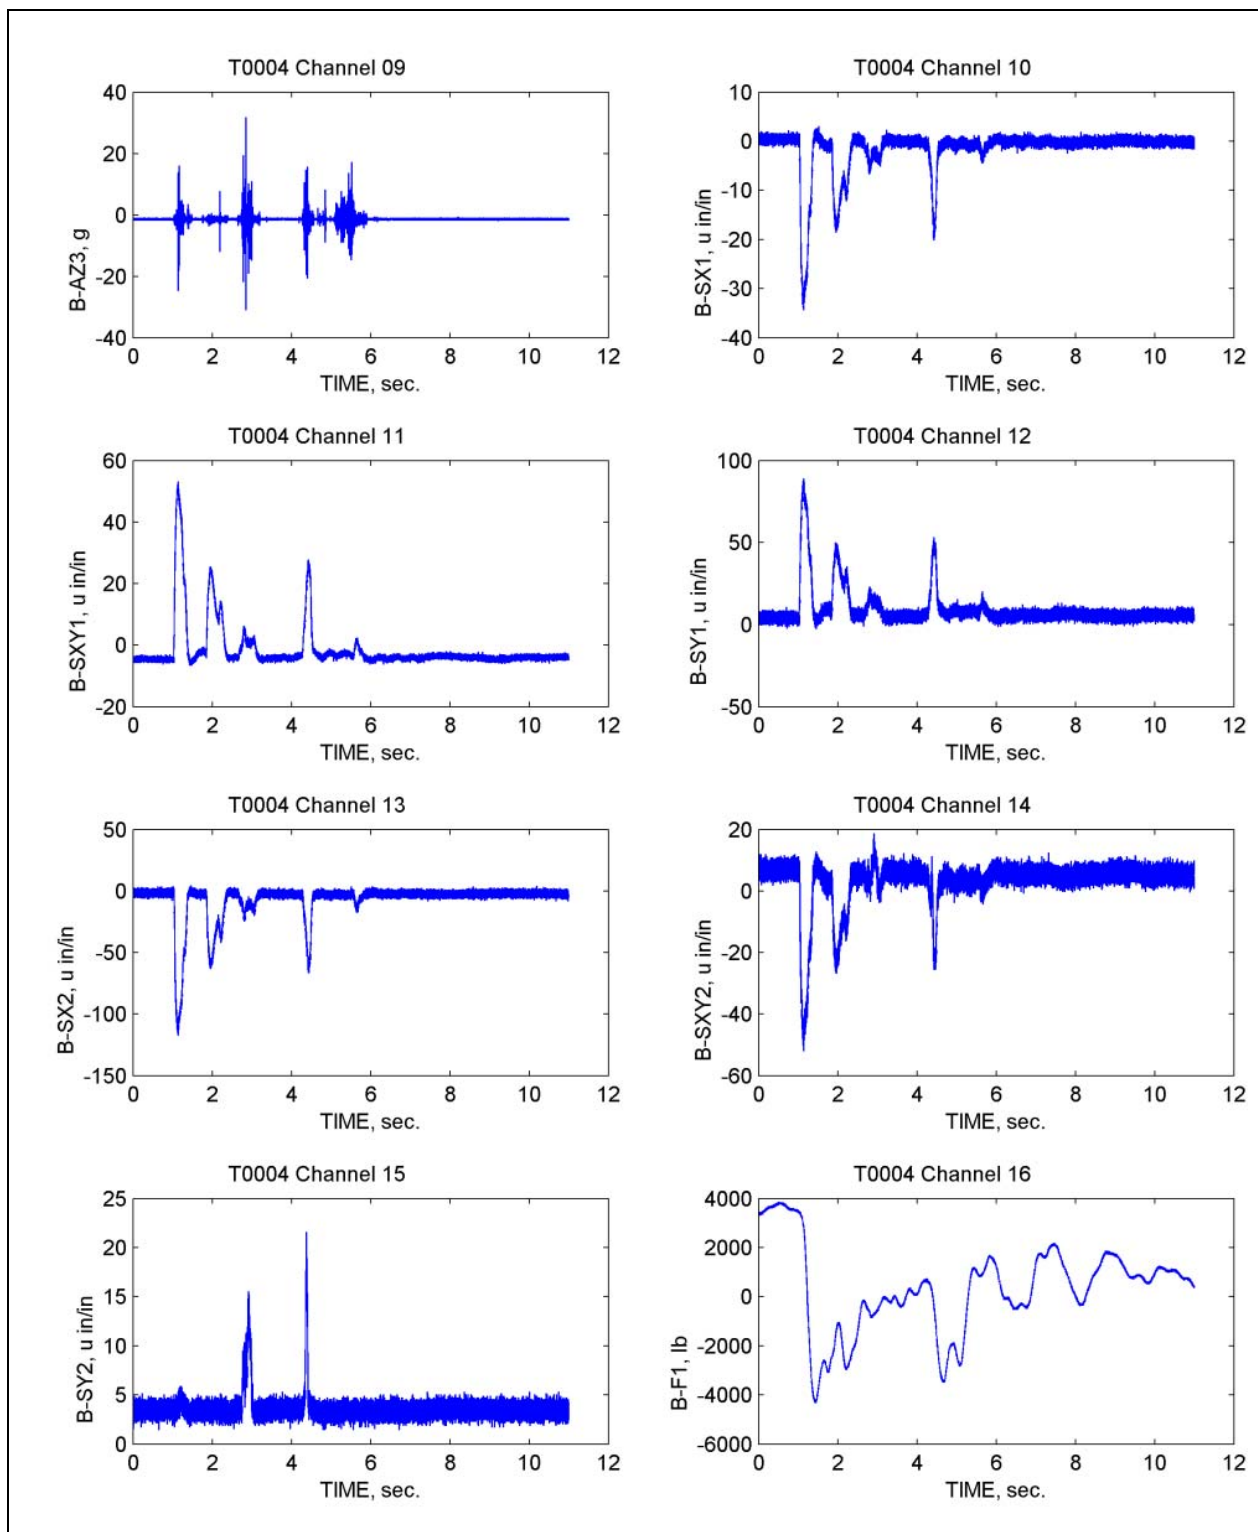 T0004 Channel 09
40
20
0
-20
-40
B-AZ3, g
0 2 4 6 8 10 12
TIME, sec.
T0004 Channel 10
10
0
-10
-20
-30
-40
B-SX1, u in/in
0 2 4 6 8 10 12
TIME, sec.
T0004 Channel 11
60
40
20
0
-20
B-SXY1, u in/in
0 2 4 6 8 10 12
TIME, sec.
T0004 Channel 12
100
50
0
-50
B-SY1, u in/in
0 2 4 6 8 10 12
TIME, sec.
T0004 Channel 13
50
0
-50
-100
-150
B-SX2, u in/in
0 2 4 6 8 10 12
TIME, sec.
T0004 Channel 14
20
0
-20
-40
-60
B-SXY2, u in/in
0 2 4 6 8 10 12
TIME, sec.
T0004 Channel 15
25
20
15
10
5
0
B-SY2, u in/in
0 2 4 6 8 10 12
TIME, sec.
T0004 Channel 16
4000
2000
0
-2000
-4000
-6000
B-F1, lb
0 2 4 6 8 10 12
TIME, sec.